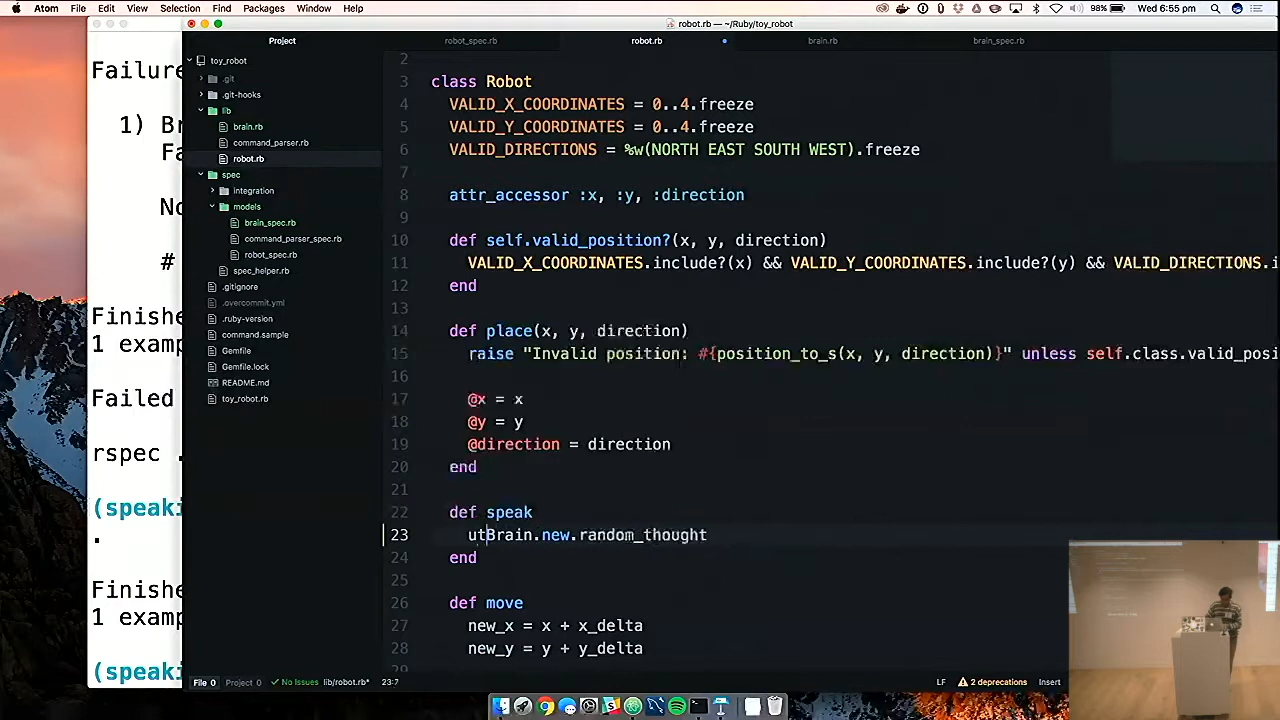 Atom File Edit View Selection Find Packages Window Help
98% Wed 6:55 pm
robot.rb — ~/Ruby/toy_robot
Project
robot_spec.rb robot.rb brain.rb brain_spec.rb
toy_robot
.git
.git-hooks
lib
brain.rb
command_parser.rb
robot.rb
spec
integration
models
brain_spec.rb
command_parser_spec.rb
robot_spec.rb
spec_helper.rb
.gitignore
.overcommit.yml
.ruby-version
command.sample
Gemfile
Gemfile.lock
README.md
toy_robot.rb
Failure
1) B
Fa
No
#
Finishe
1 examp
Failed
rspec .
(speaki
.
Finishe
1 examp
(speaki
2
3 class Robot
4 VALID_X_COORDINATES = 0..4.freeze
5 VALID_Y_COORDINATES = 0..4.freeze
6 VALID_DIRECTIONS = %w(NORTH EAST SOUTH WEST).freeze
7
8 attr_accessor :x, :y, :direction
9
10 def self.valid_position?(x, y, direction)
11 VALID_X_COORDINATES.include?(x) && VALID_Y_COORDINATES.include?(y) && VALID_DIRECTIONS.i
12 end
13
14 def place(x, y, direction)
15 raise "Invalid position: #{position_to_s(x, y, direction)}" unless self.class.valid_posi
16
17 @x = x
18 @y = y
19 @direction = direction
20 end
21
22 def speak
23 utBrain.new.random_thought
24 end
25
26 def move
27 new_x = x + x_delta
28 new_y = y + y_delta
29
File 0 Project 0 No Issues lib/robot.rb* 23:7 LF 2 deprecations Insert